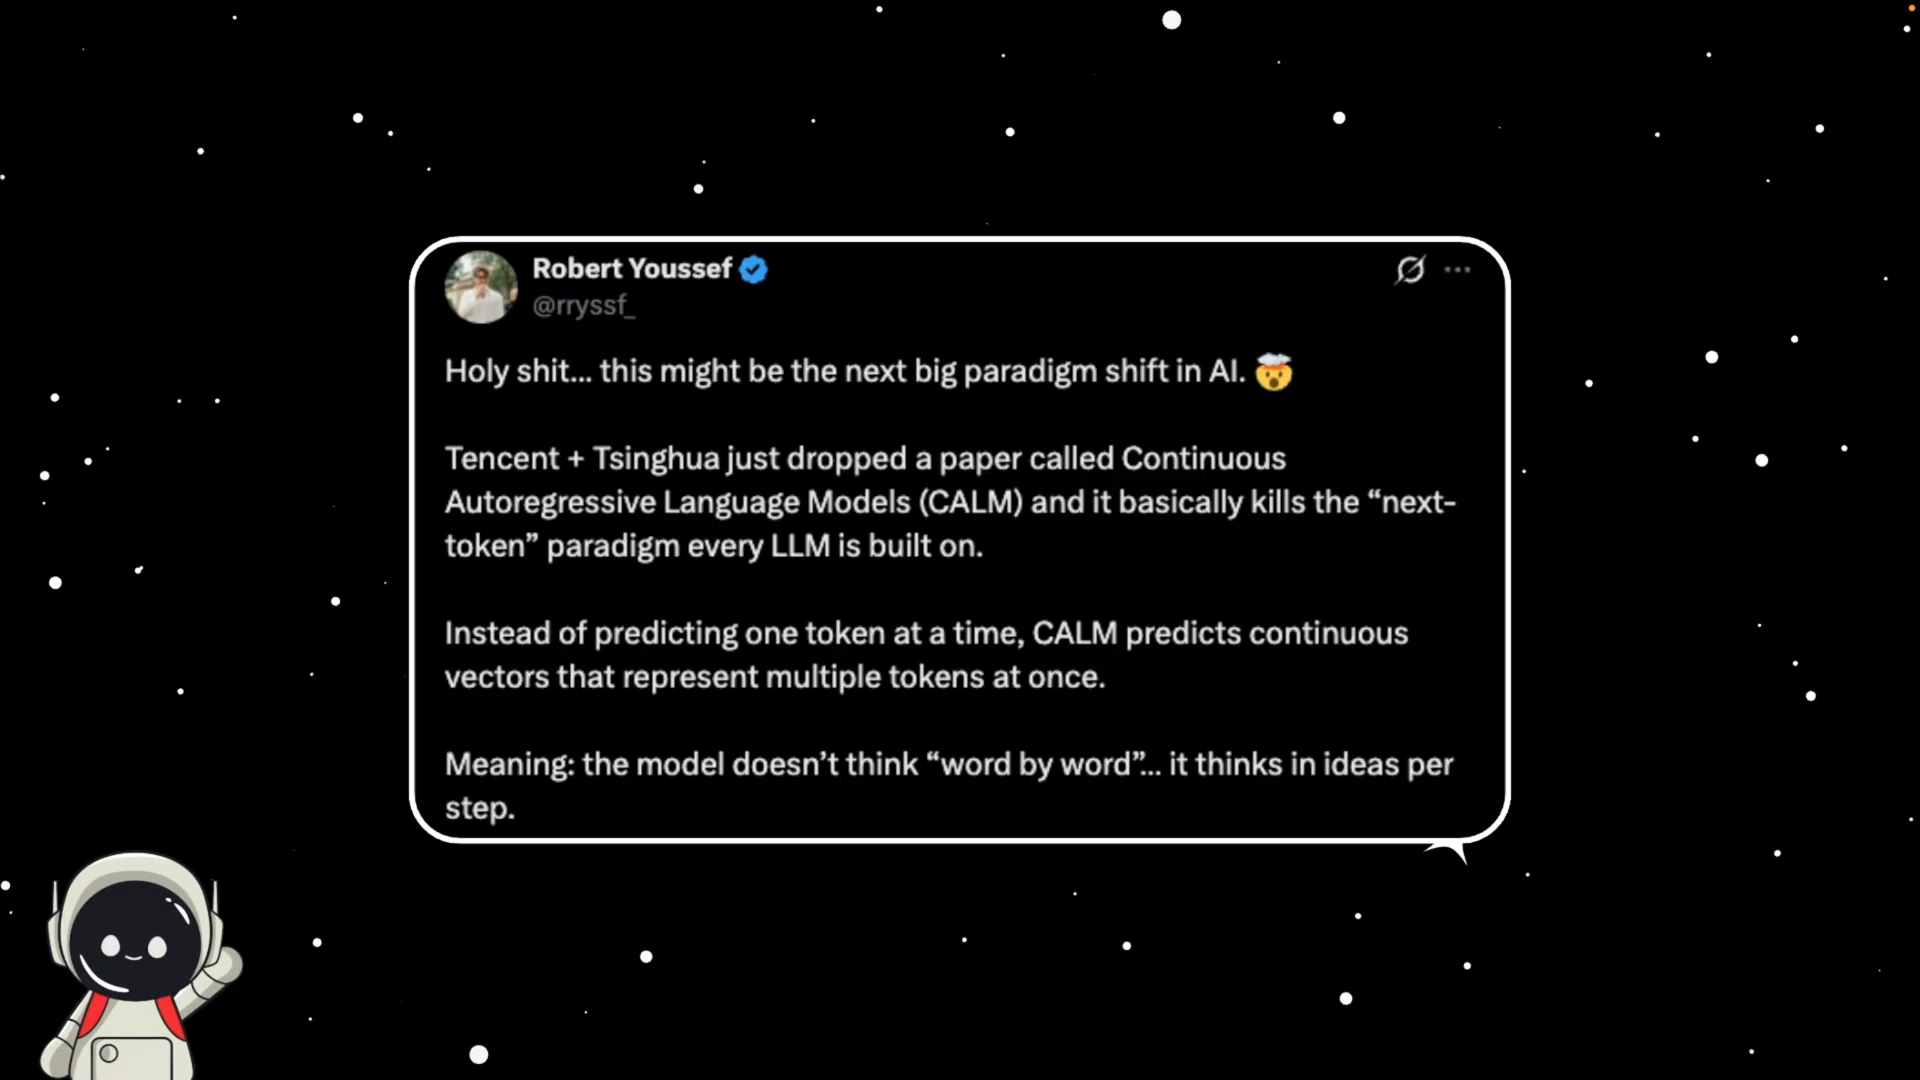 Robert Youssef
@rryssf_
Holy shit... this might be the next big paradigm shift in AI. 🤯
Tencent + Tsinghua just dropped a paper called Continuous
Autoregressive Language Models (CALM) and it basically kills the “next-
token” paradigm every LLM is built on.
Instead of predicting one token at a time, CALM predicts continuous
vectors that represent multiple tokens at once.
Meaning: the model doesn’t think “word by word”... it thinks in ideas per
step.